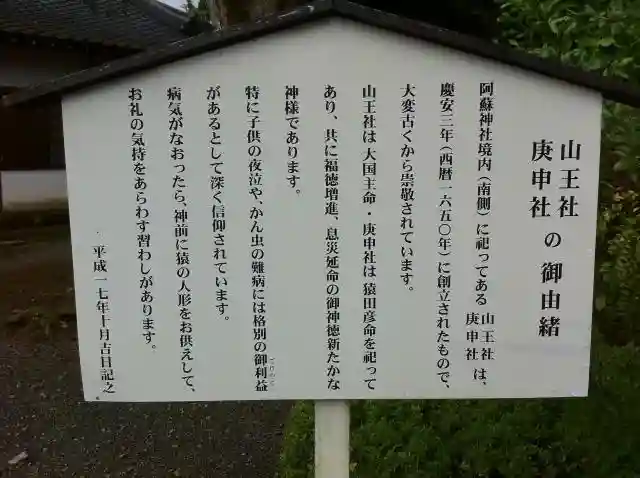 山王社
庚申社 の御由緒
阿蘇神社境内(南側)に祀ってある 山王社 庚申社 は、
慶安三年(西暦一六五〇年)に創立されたもので、
大変古くから崇敬されています。
山王社は大国主命・庚申社は猿田彦命を祀って
あり、共に福徳増進、息災延命の御神徳新たかな
神様であります。
特に子供の夜泣や、かん虫の難病には格別の御利益
があるとして深く信仰されています。
病気がなおったら、神前に猿の人形をお供えして、
お礼の気持をあらわす習わしがあります。
平成一七年十月吉日記之